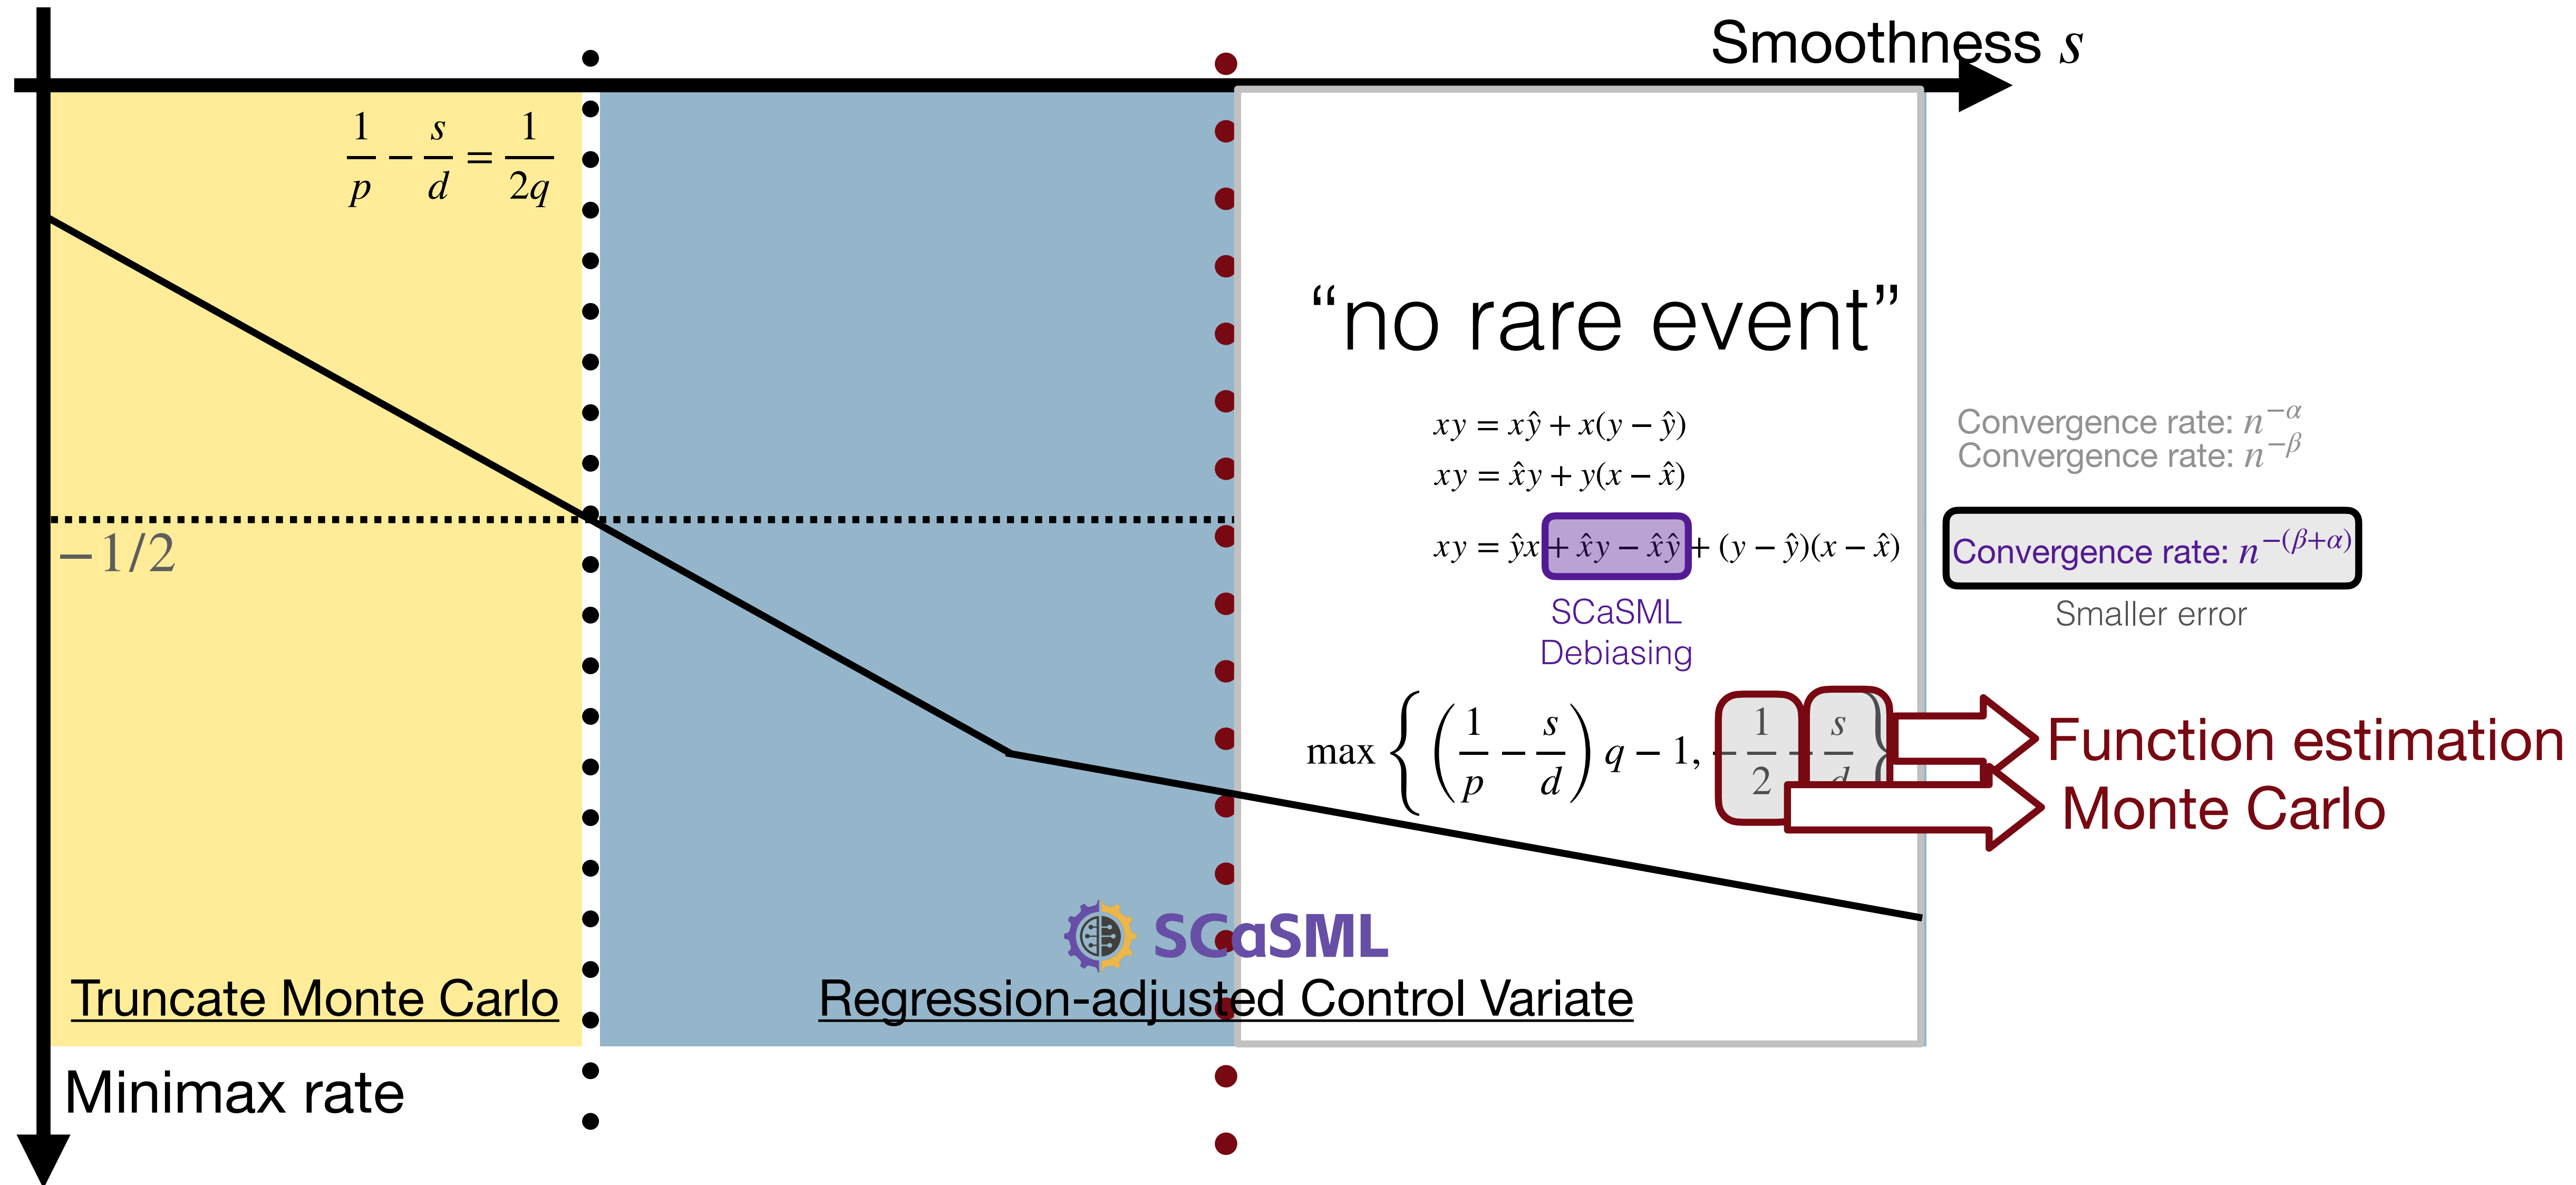 Smoothness s
1/p − s/d = 1/2q
“no rare event”
xy = xŷ + x(y − ŷ)
Convergence rate: n^−α
xy = x̂y + y(x − x̂)
Convergence rate: n^−β
−1/2
xy = ŷx + x̂y − x̂ŷ + (y − ŷ)(x − x̂)
Convergence rate: n^−(β+α)
SCaSML
Debiasing
Smaller error
max { (1/p − s/d) q − 1, −1/2 − s/d }
Function estimation
Monte Carlo
SCaSML
Truncate Monte Carlo
Regression-adjusted Control Variate
Minimax rate